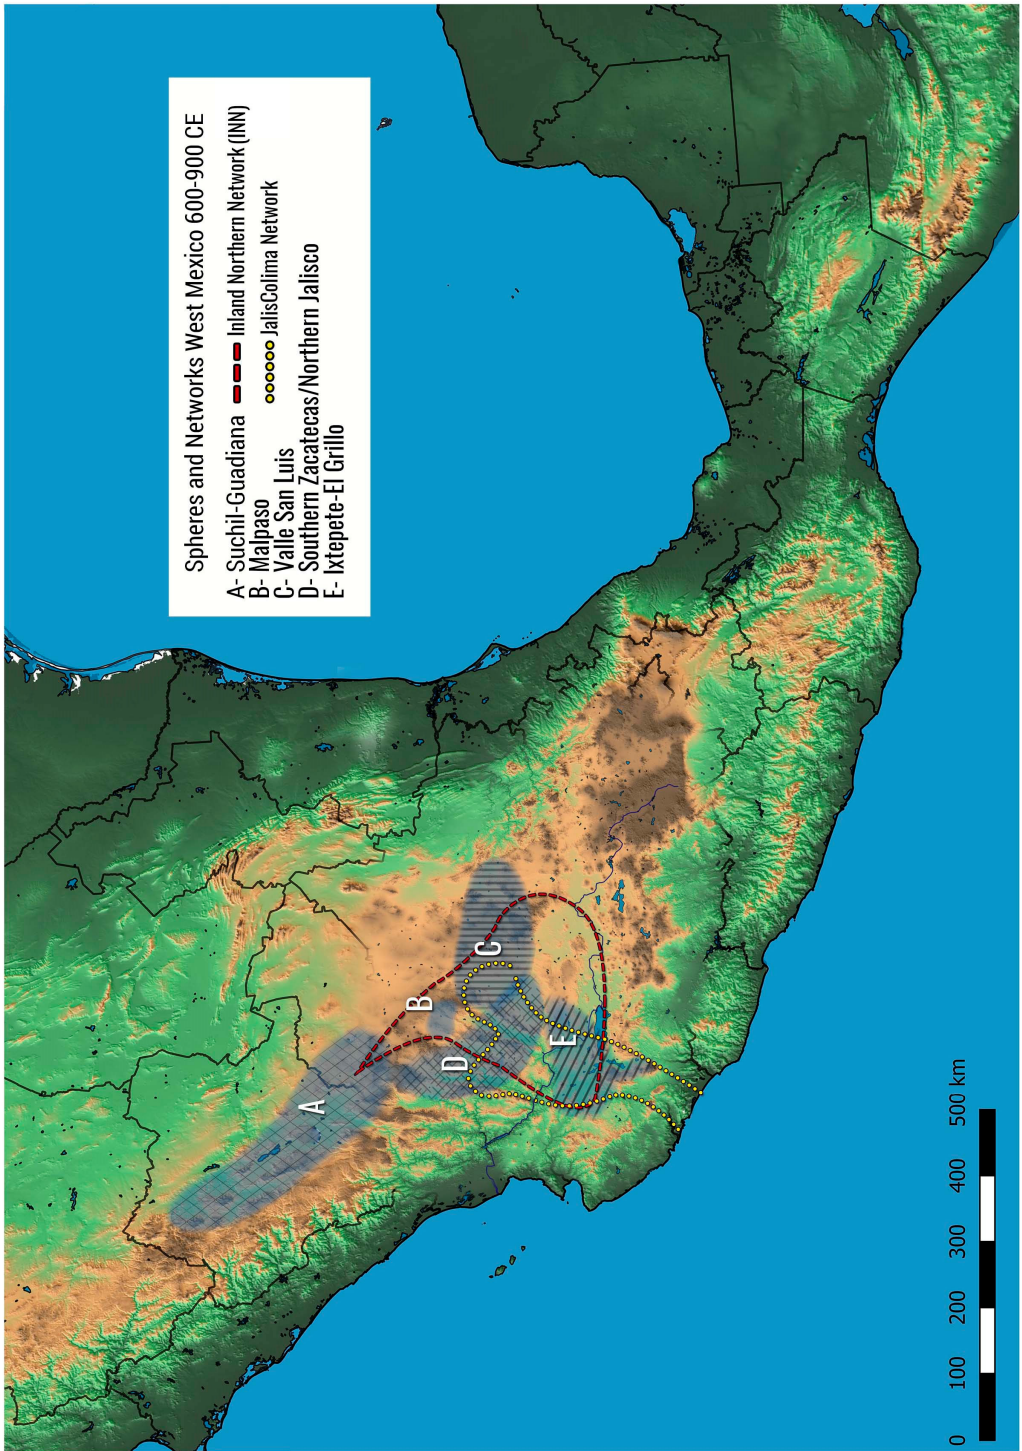 Spheres and Networks West Mexico 600-900 CE
A- Suchil-Guadiana
B- Malpaso
C- Valle San Luis
D- Southern Zacatecas/Northern Jalisco
E- Ixtepete-El Grillo
Inland Northern Network (INN)
JalisColima Network
A
B
C
D
E
0 100 200 300 400 500 km